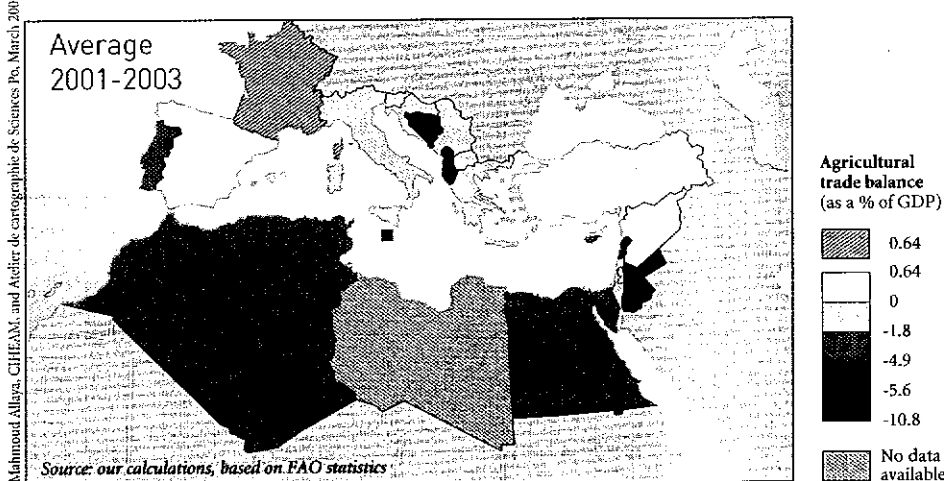 Mahmoud Allaya, CIHEAM, and Atelier de cartographie de Sciences Po, March 200
Average
2001-2003
Agricultural
trade balance
(as a % of GDP)
0.64
0.64
0
-1.8
-4.9
-5.6
-10.8
No data
available
Source: our calculations, based on FAO statistics